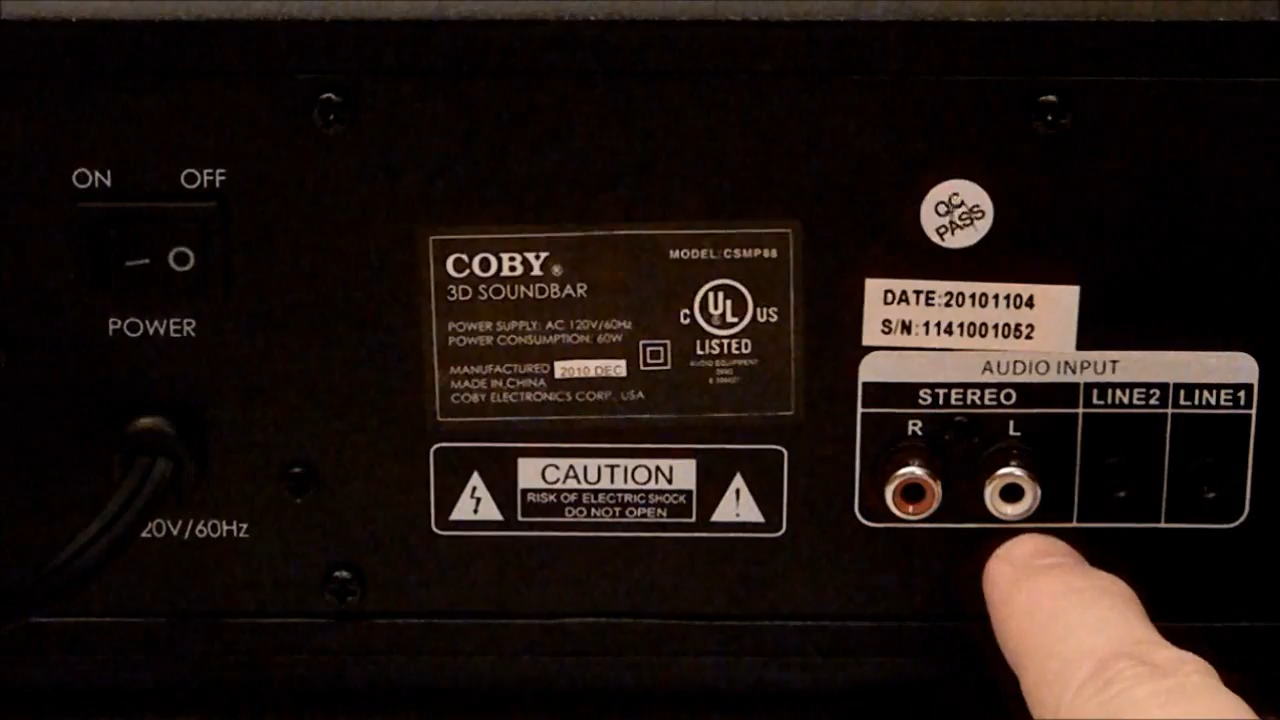 ON OFF
POWER
20V/60Hz
COBY®
3D SOUNDBAR
MODEL: CSMP88
POWER SUPPLY: AC 120V/60Hz
POWER CONSUMPTION: 60W
MANUFACTURED 2010 DEC
MADE IN CHINA
COBY ELECTRONICS CORP., USA
C UL US
LISTED
AUDIO EQUIPMENT
CAUTION
RISK OF ELECTRIC SHOCK
DO NOT OPEN
QC
PASS
DATE:20101104
S/N:1141001052
AUDIO INPUT
STEREO LINE2 LINE1
R L